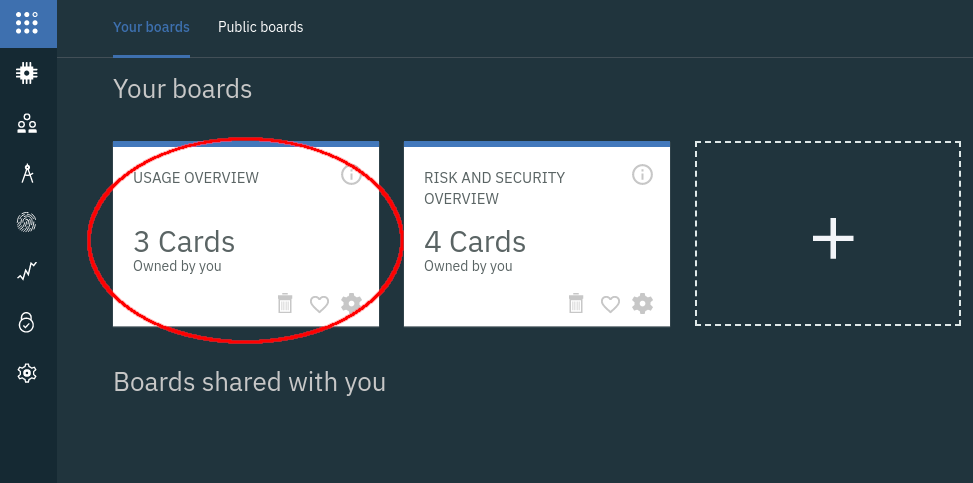 Your boards
Public boards
Your boards
USAGE OVERVIEW
3 Cards
Owned by you
RISK AND SECURITY
OVERVIEW
4 Cards
Owned by you
Boards shared with you